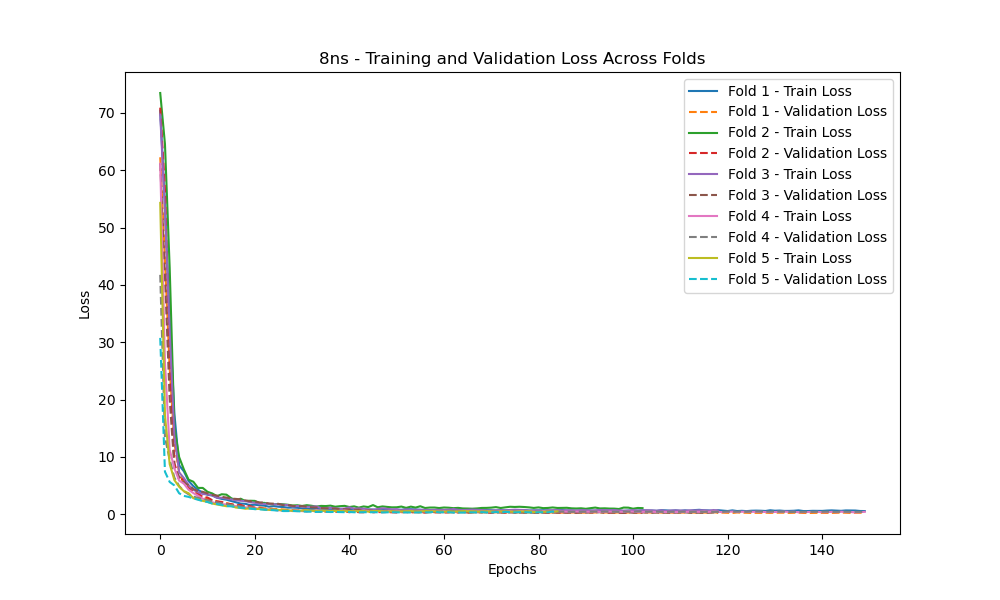 8ns - Training and Validation Loss Across Folds
Fold 1 - Train Loss
Fold 1 - Validation Loss
Fold 2 - Train Loss
Fold 2 - Validation Loss
Fold 3 - Train Loss
Fold 3 - Validation Loss
Fold 4 - Train Loss
Fold 4 - Validation Loss
Fold 5 - Train Loss
Fold 5 - Validation Loss
Loss
70
60
50
40
30
20
10
0
0 20 40 60 80 100 120 140
Epochs